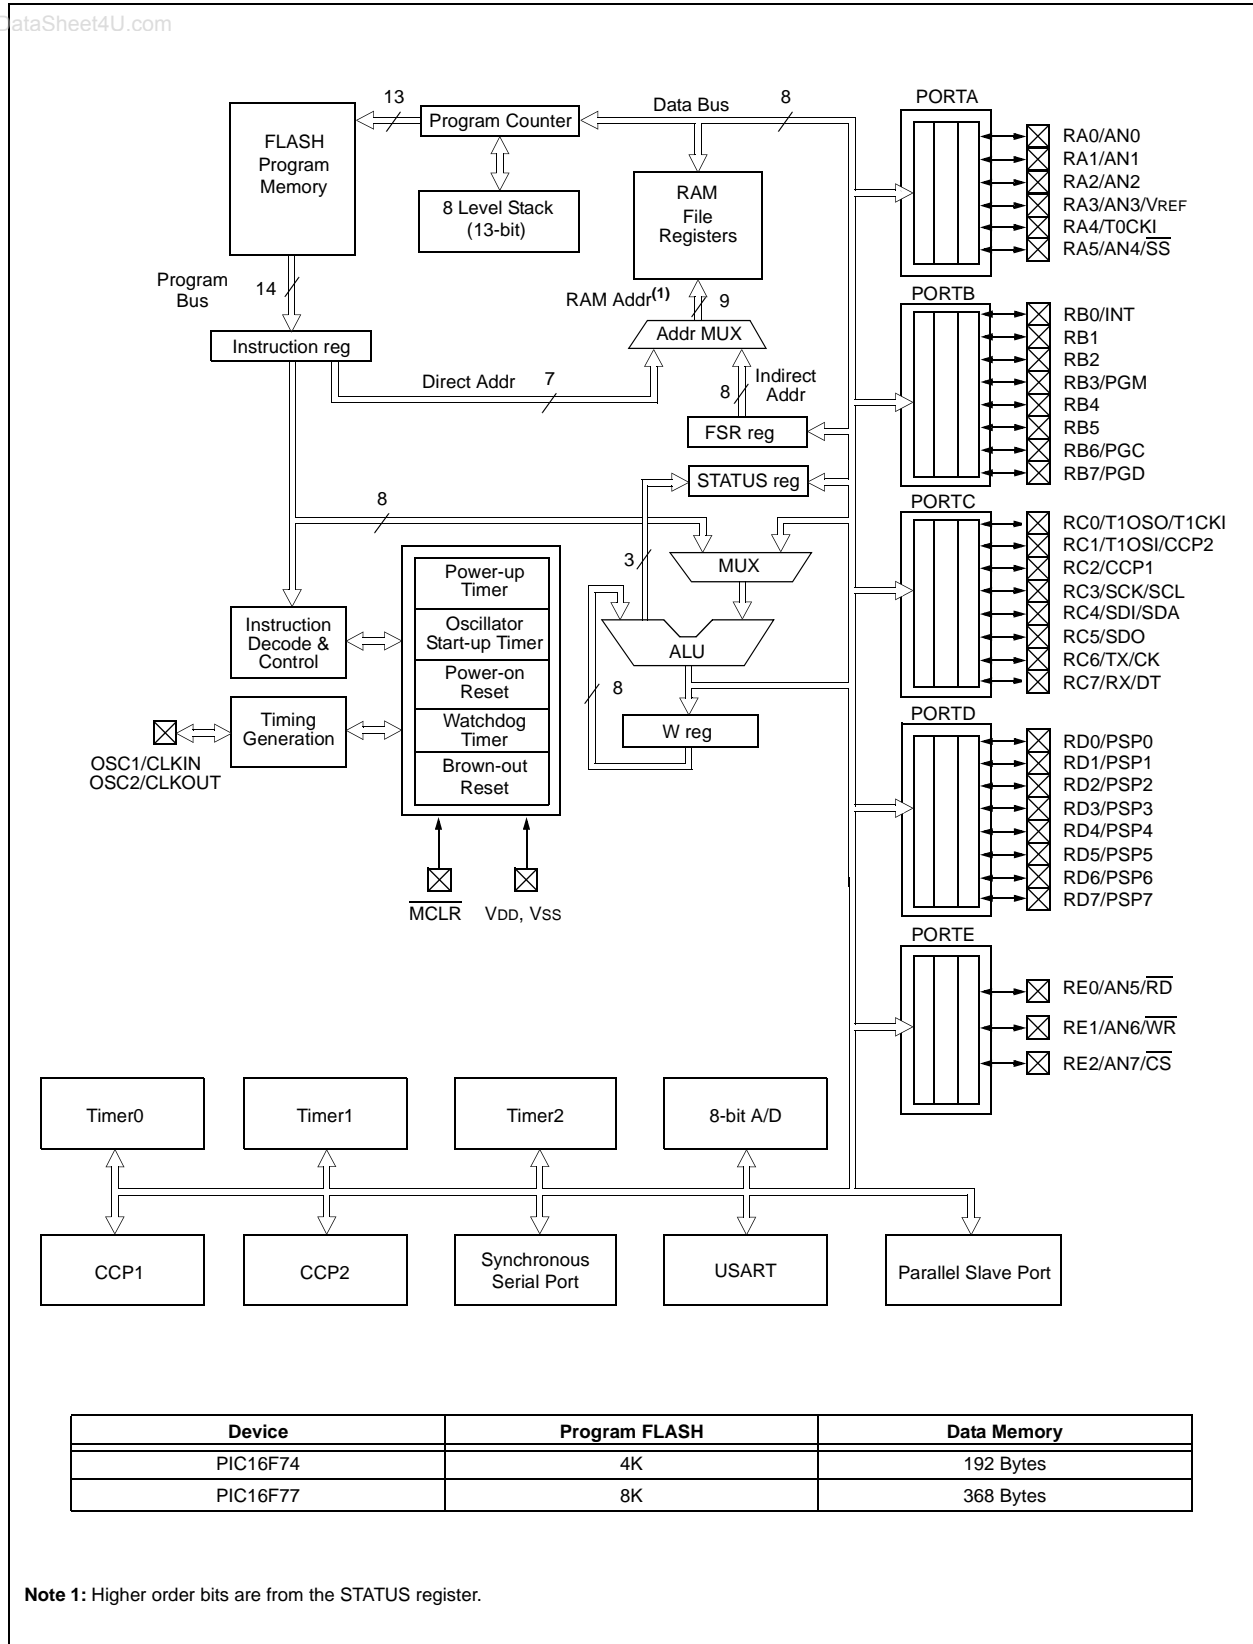 DataSheet4U.com
13
Program Counter
Data Bus
8
FLASH
Program
Memory
8 Level Stack
(13-bit)
RAM
File
Registers
Program
Bus
14
RAM Addr(1)
9
Addr MUX
Instruction reg
Direct Addr
7
8
Indirect
Addr
FSR reg
STATUS reg
8
3
MUX
Power-up
Timer
Oscillator
Start-up Timer
Power-on
Reset
Watchdog
Timer
Brown-out
Reset
Instruction
Decode &
Control
Timing
Generation
OSC1/CLKIN
OSC2/CLKOUT
ALU
8
W reg
MCLR
VDD, VSS
PORTA
RA0/AN0
RA1/AN1
RA2/AN2
RA3/AN3/VREF
RA4/T0CKI
RA5/AN4/SS
PORTB
RB0/INT
RB1
RB2
RB3/PGM
RB4
RB5
RB6/PGC
RB7/PGD
PORTC
RC0/T1OSO/T1CKI
RC1/T1OSI/CCP2
RC2/CCP1
RC3/SCK/SCL
RC4/SDI/SDA
RC5/SDO
RC6/TX/CK
RC7/RX/DT
PORTD
RD0/PSP0
RD1/PSP1
RD2/PSP2
RD3/PSP3
RD4/PSP4
RD5/PSP5
RD6/PSP6
RD7/PSP7
PORTE
RE0/AN5/RD
RE1/AN6/WR
RE2/AN7/CS
Timer0
Timer1
Timer2
8-bit A/D
CCP1
CCP2
Synchronous
Serial Port
USART
Parallel Slave Port
Device Program FLASH Data Memory
PIC16F74 4K 192 Bytes
PIC16F77 8K 368 Bytes
Note 1: Higher order bits are from the STATUS register.